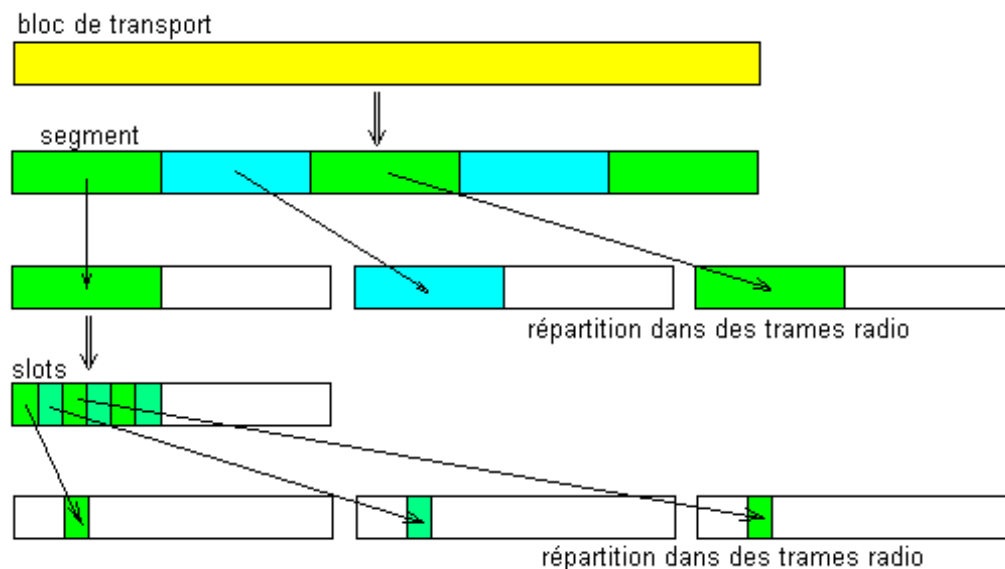 bloc de transport
segment
répartition dans des trames radio
slots
répartition dans des trames radio